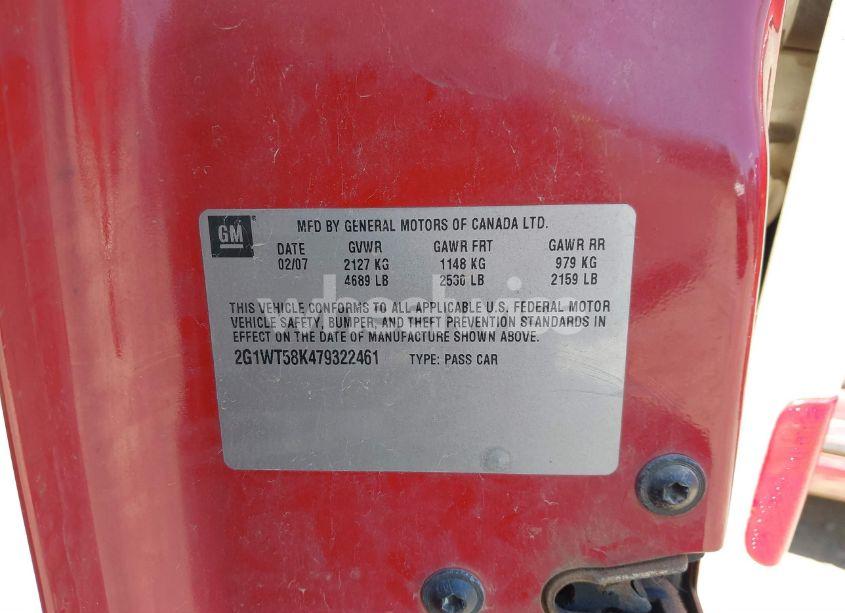 GM ® MFD BY GENERAL MOTORS OF CANADA LTD.
DATE GVWR GAWR FRT GAWR RR
02/07 2127 KG 1148 KG 979 KG
4689 LB 2530 LB 2159 LB
THIS VEHICLE CONFORMS TO ALL APPLICABLE U.S. FEDERAL MOTOR
VEHICLE SAFETY, BUMPER, AND THEFT PREVENTION STANDARDS IN
EFFECT ON THE DATE OF MANUFACTURE SHOWN ABOVE.
2G1WT58K479322461 TYPE: PASS CAR